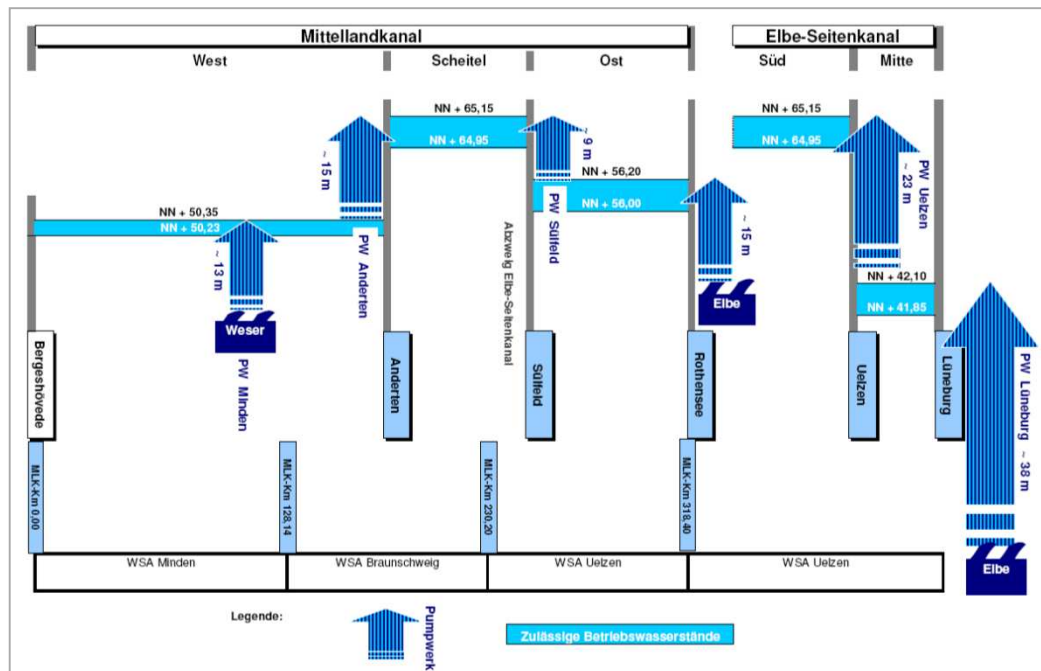 Mittellandkanal
Elbe-Seitenkanal
West
Scheitel
Ost
Süd
Mitte
NN + 65,15
NN + 64,95
NN + 65,15
NN + 64,95
~ 15 m
~ 9 m
~ 23 m
PW Uelzen
NN + 56,20
NN + 56,00
PW Sülfeld
~ 15 m
NN + 50,35
NN + 50,23
~ 13 m
PW Anderten
Abzweig Elbe-Seitenkanal
NN + 42,10
NN + 41,85
Weser
PW Minden
Elbe
Bergeshövede
Anderten
Sülfeld
Rothensee
Uelzen
Lüneburg
PW Lüneburg ~ 38 m
MLK-Km 0,00
MLK-Km 128,14
MLK-Km 230,20
MLK-Km 318,40
WSA Minden
WSA Braunschweig
WSA Uelzen
WSA Uelzen
Elbe
Legende:
Pumpwerk
Zulässige Betriebswasserstände